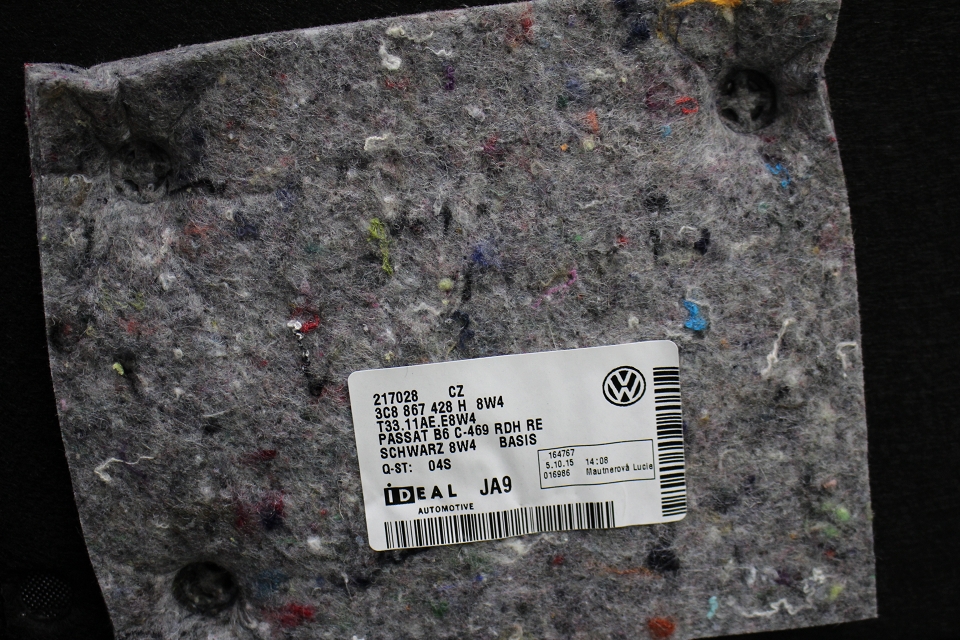 217028 CZ
3C8 867 428 H 8W4
T33.11AE.E8W4
PASSAT B6 C-469 RDH RE
SCHWARZ 8W4 BASIS
Q-ST: 04S
164767
5.10.15 14:08
016986 Mautnerová Lucie
iDEAL JA9
AUTOMOTIVE